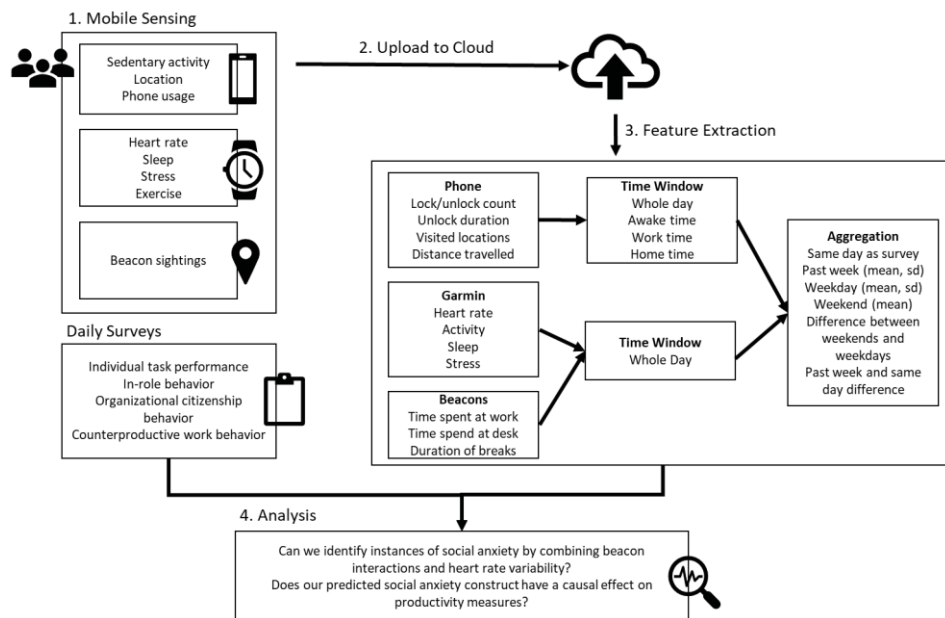 1. Mobile Sensing
Sedentary activity
Location
Phone usage
Heart rate
Sleep
Stress
Exercise
Beacon sightings
Daily Surveys
Individual task performance
In-role behavior
Organizational citizenship
behavior
Counterproductive work behavior
2. Upload to Cloud
3. Feature Extraction
Phone
Lock/unlock count
Unlock duration
Visited locations
Distance travelled
Garmin
Heart rate
Activity
Sleep
Stress
Beacons
Time spent at work
Time spend at desk
Duration of breaks
Time Window
Whole day
Awake time
Work time
Home time
Time Window
Whole Day
Aggregation
Same day as survey
Past week (mean, sd)
Weekday (mean, sd)
Weekend (mean)
Difference between
weekends and
weekdays
Past week and same
day difference
4. Analysis
Can we identify instances of social anxiety by combining beacon
interactions and heart rate variability?
Does our predicted social anxiety construct have a causal effect on
productivity measures?